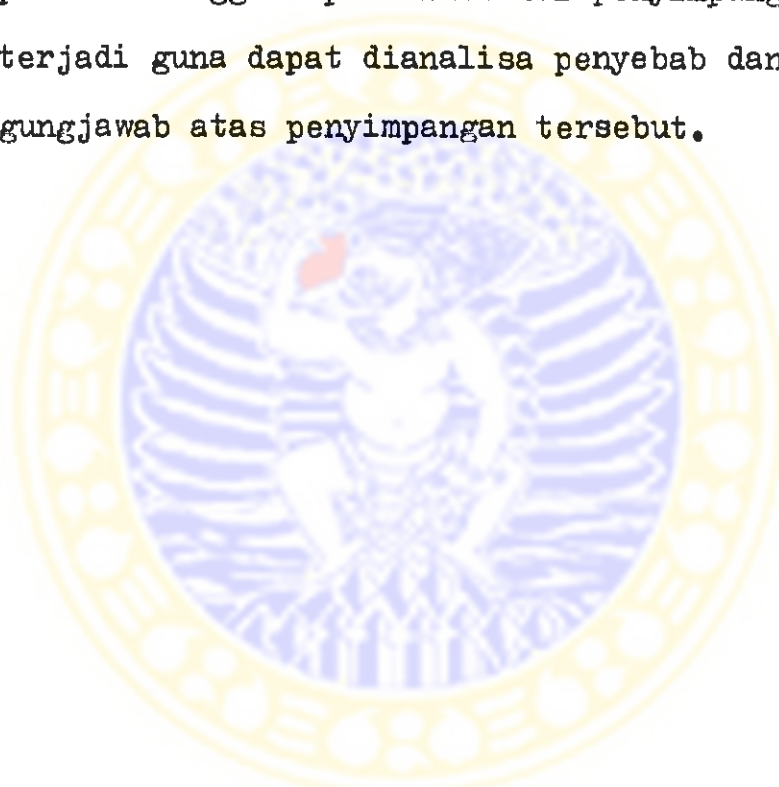 terjadi guna dapat dianalisa penyebab dan
gungjawab atas penyimpangan tersebut.